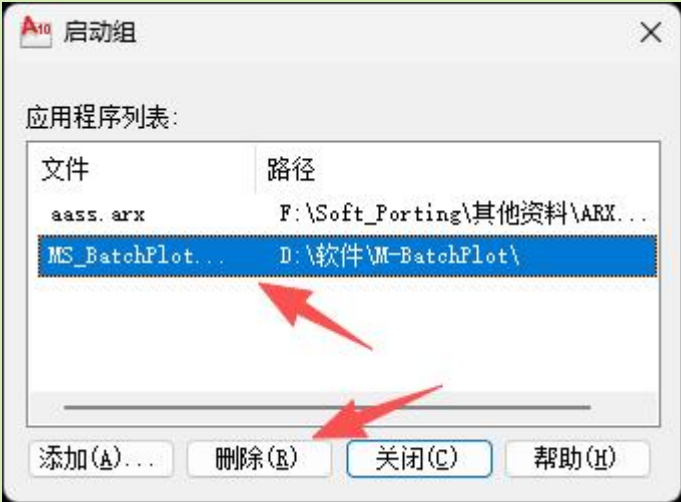 A10 启动组
应用程序列表:
文件 路径
aass.arx F:\Soft_Porting\其他资料\ARX...
MS_BatchPlot... D:\软件\M-BatchPlot\
添加(A)... 删除(R) 关闭(C) 帮助(H)